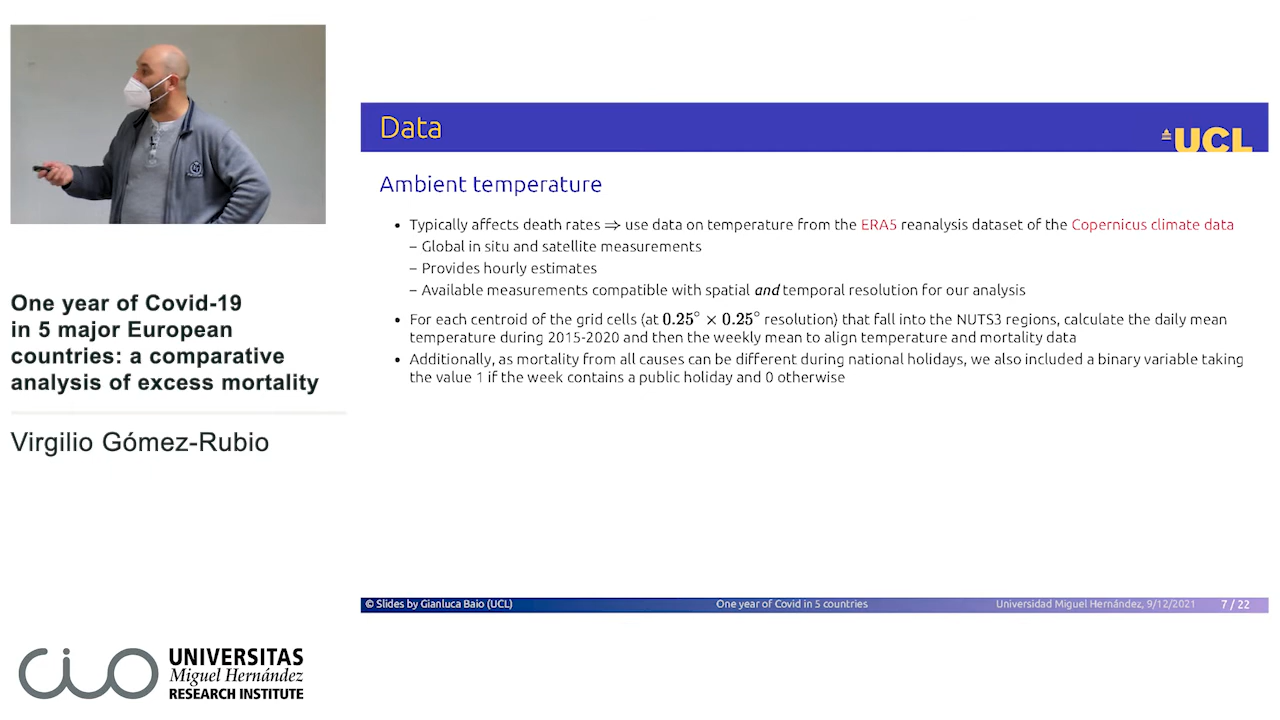 One year of Covid-19
in 5 major European
countries: a comparative
analysis of excess mortality
Virgilio Gómez-Rubio
cio
UNIVERSITAS
Miguel Hernández
RESEARCH INSTITUTE
Data
UCL
Ambient temperature
• Typically affects death rates ⇒ use data on temperature from the ERA5 reanalysis dataset of the Copernicus climate data
– Global in situ and satellite measurements
– Provides hourly estimates
– Available measurements compatible with spatial and temporal resolution for our analysis
• For each centroid of the grid cells (at 0.25° × 0.25° resolution) that fall into the NUTS3 regions, calculate the daily mean
temperature during 2015-2020 and then the weekly mean to align temperature and mortality data
• Additionally, as mortality from all causes can be different during national holidays, we also included a binary variable taking
the value 1 if the week contains a public holiday and 0 otherwise
© Slides by Gianluca Baio (UCL)
One year of Covid in 5 countries
Universidad Miguel Hernández, 9/12/2021
7 / 22